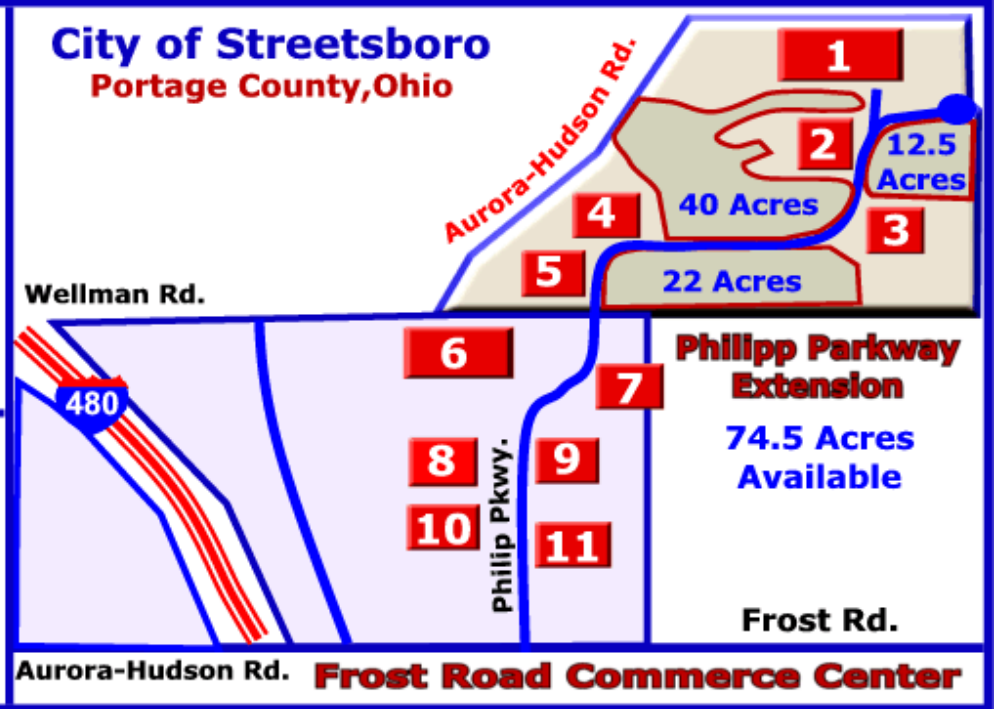 City of Streetsboro
Portage County,Ohio
Aurora-Hudson Rd.
1
2
12.5
Acres
40 Acres
4
3
5
22 Acres
Wellman Rd.
6
Philipp Parkway
Extension
7
480
74.5 Acres
Available
8
9
Philip Pkwy.
10
11
Frost Rd.
Aurora-Hudson Rd.
Frost Road Commerce Center